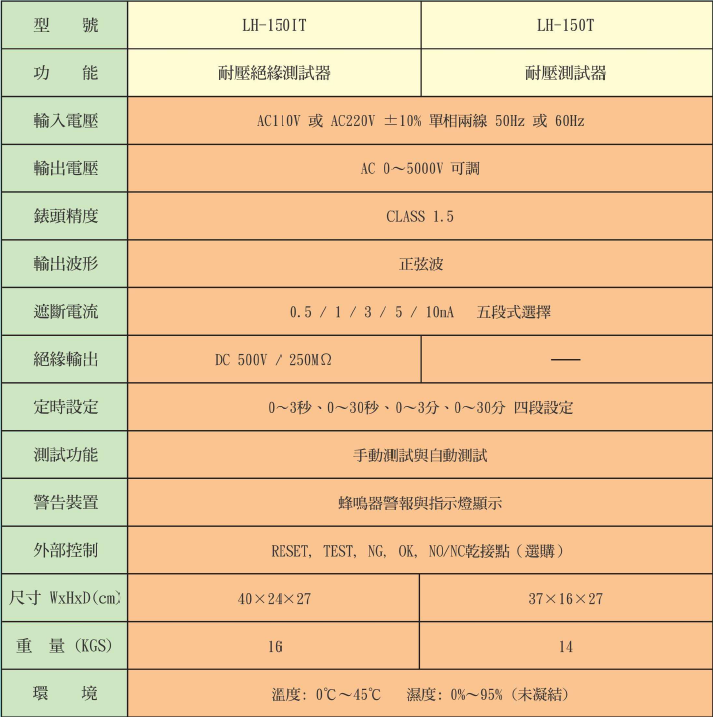 型 號 LH-150IT LH-150T
功 能 耐壓絕緣測試器 耐壓測試器
輸入電壓 AC110V 或 AC220V ±10% 單相兩線 50Hz 或 60Hz
輸出電壓 AC 0～5000V 可調
錶頭精度 CLASS 1.5
輸出波形 正弦波
遮斷電流 0.5 / 1 / 3 / 5 / 10mA 五段式選擇
絕緣輸出 DC 500V / 250MΩ ——
定時設定 0～3秒、0～30秒、0～3分、0～30分 四段設定
測試功能 手動測試與自動測試
警告裝置 蜂鳴器警報與指示燈顯示
外部控制 RESET, TEST, NG, OK, NO/NC乾接點（選購）
尺寸 WxHxD(cm) 40×24×27 37×16×27
重 量 (KGS) 16 14
環 境 溫度: 0℃～45℃ 濕度: 0%～95%（未凝結）